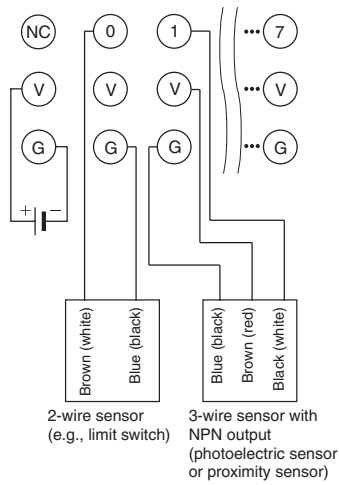 NC 0 1 ••• 7
V V V ••• V
G G G ••• G
+ −
Brown (white)
Blue (black)
Blue (black)
Brown (red)
Black (white)
2-wire sensor
(e.g., limit switch)
3-wire sensor with
NPN output
(photoelectric sensor
or proximity sensor)